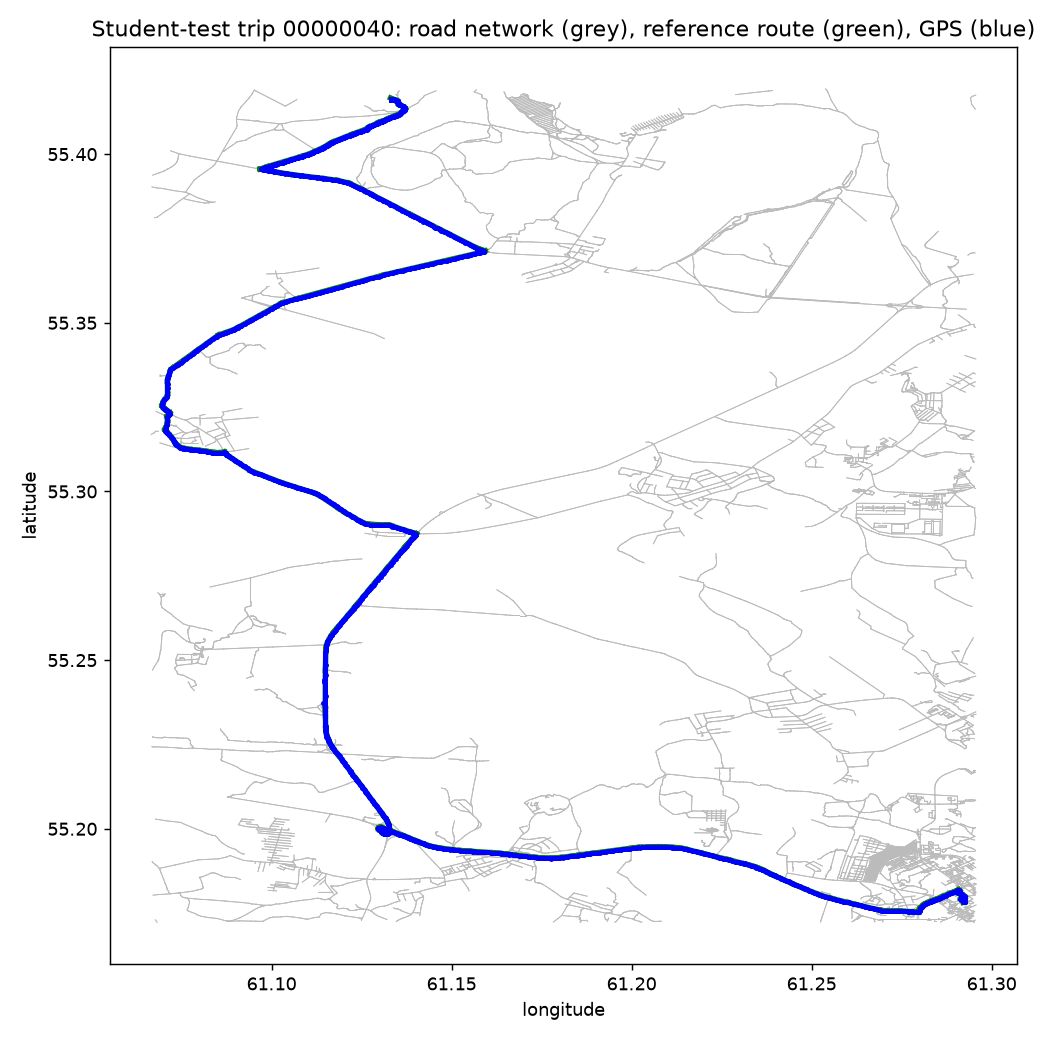 Student-test trip 00000040: road network (grey), reference route (green), GPS (blue)
55.40
55.35
55.30
55.25
55.20
latitude
61.10 61.15 61.20 61.25 61.30
longitude